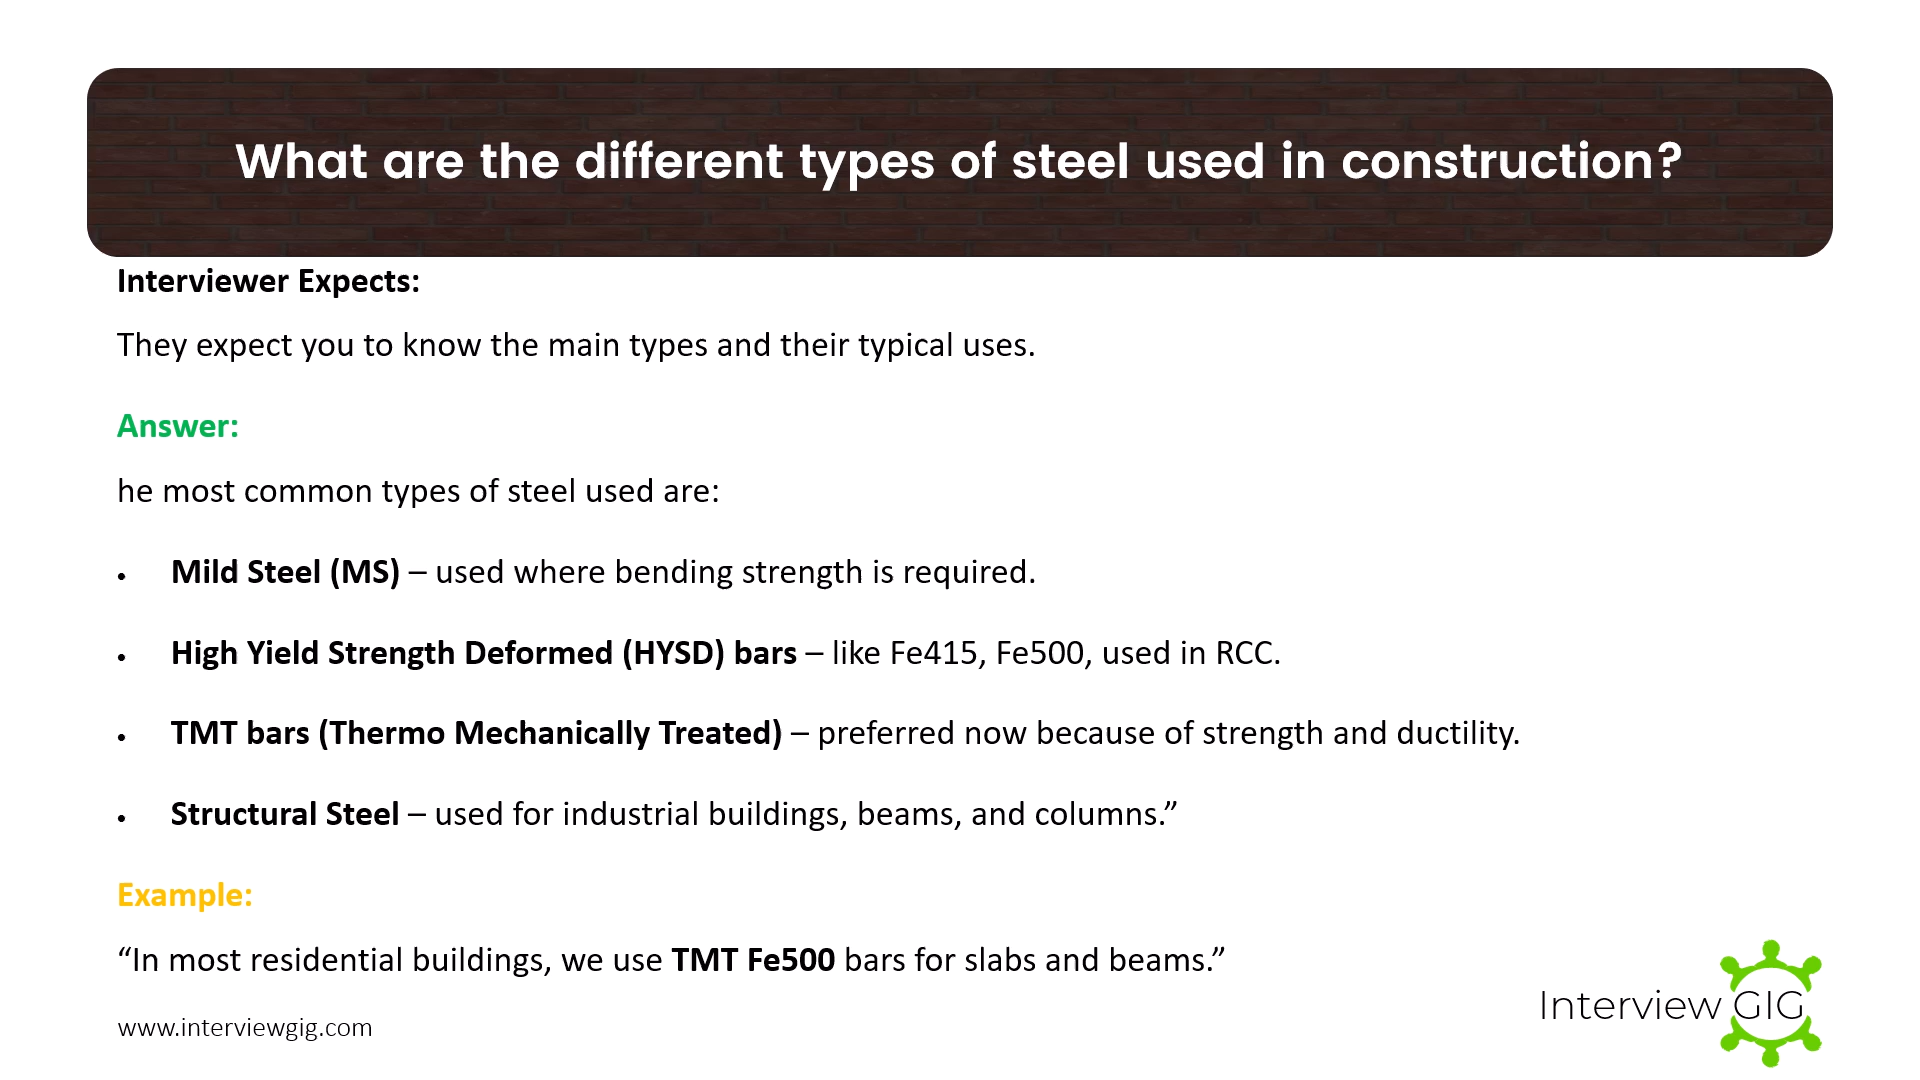 What are the different types of steel used in construction?
Interviewer Expects:
They expect you to know the main types and their typical uses.
Answer:
he most common types of steel used are:
• Mild Steel (MS) – used where bending strength is required.
• High Yield Strength Deformed (HYSD) bars – like Fe415, Fe500, used in RCC.
• TMT bars (Thermo Mechanically Treated) – preferred now because of strength and ductility.
• Structural Steel – used for industrial buildings, beams, and columns.”
Example:
“In most residential buildings, we use TMT Fe500 bars for slabs and beams.”
Interview GIG
www.interviewgig.com